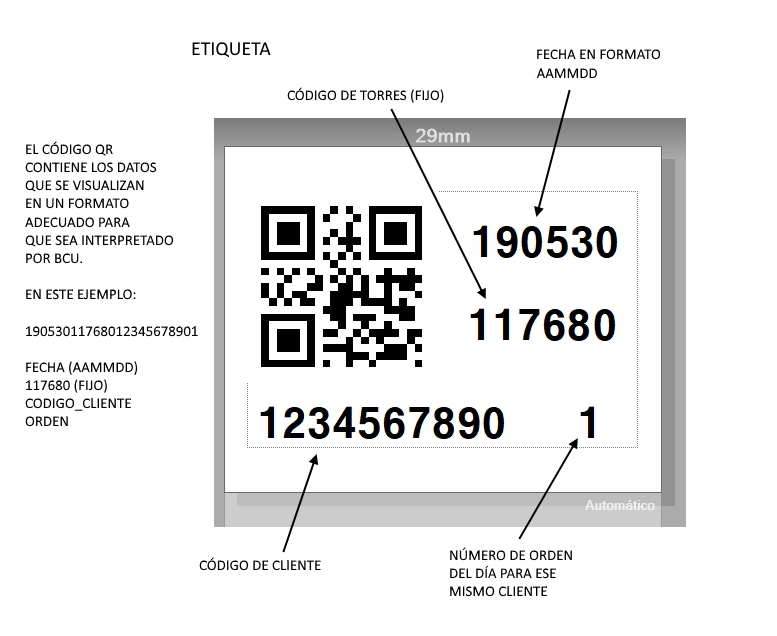 ETIQUETA
FECHA EN FORMATO
AAMMDD
CÓDIGO DE TORRES (FIJO)
29mm
EL CÓDIGO QR
CONTIENE LOS DATOS
QUE SE VISUALIZAN
EN UN FORMATO
ADECUADO PARA
QUE SEA INTERPRETADO
POR BCU.
EN ESTE EJEMPLO:
19053011768012345678901
FECHA (AAMMDD)
117680 (FIJO)
CODIGO_CLIENTE
ORDEN
190530
117680
1234567890 1
Automático
CÓDIGO DE CLIENTE
NÚMERO DE ORDEN
DEL DÍA PARA ESE
MISMO CLIENTE